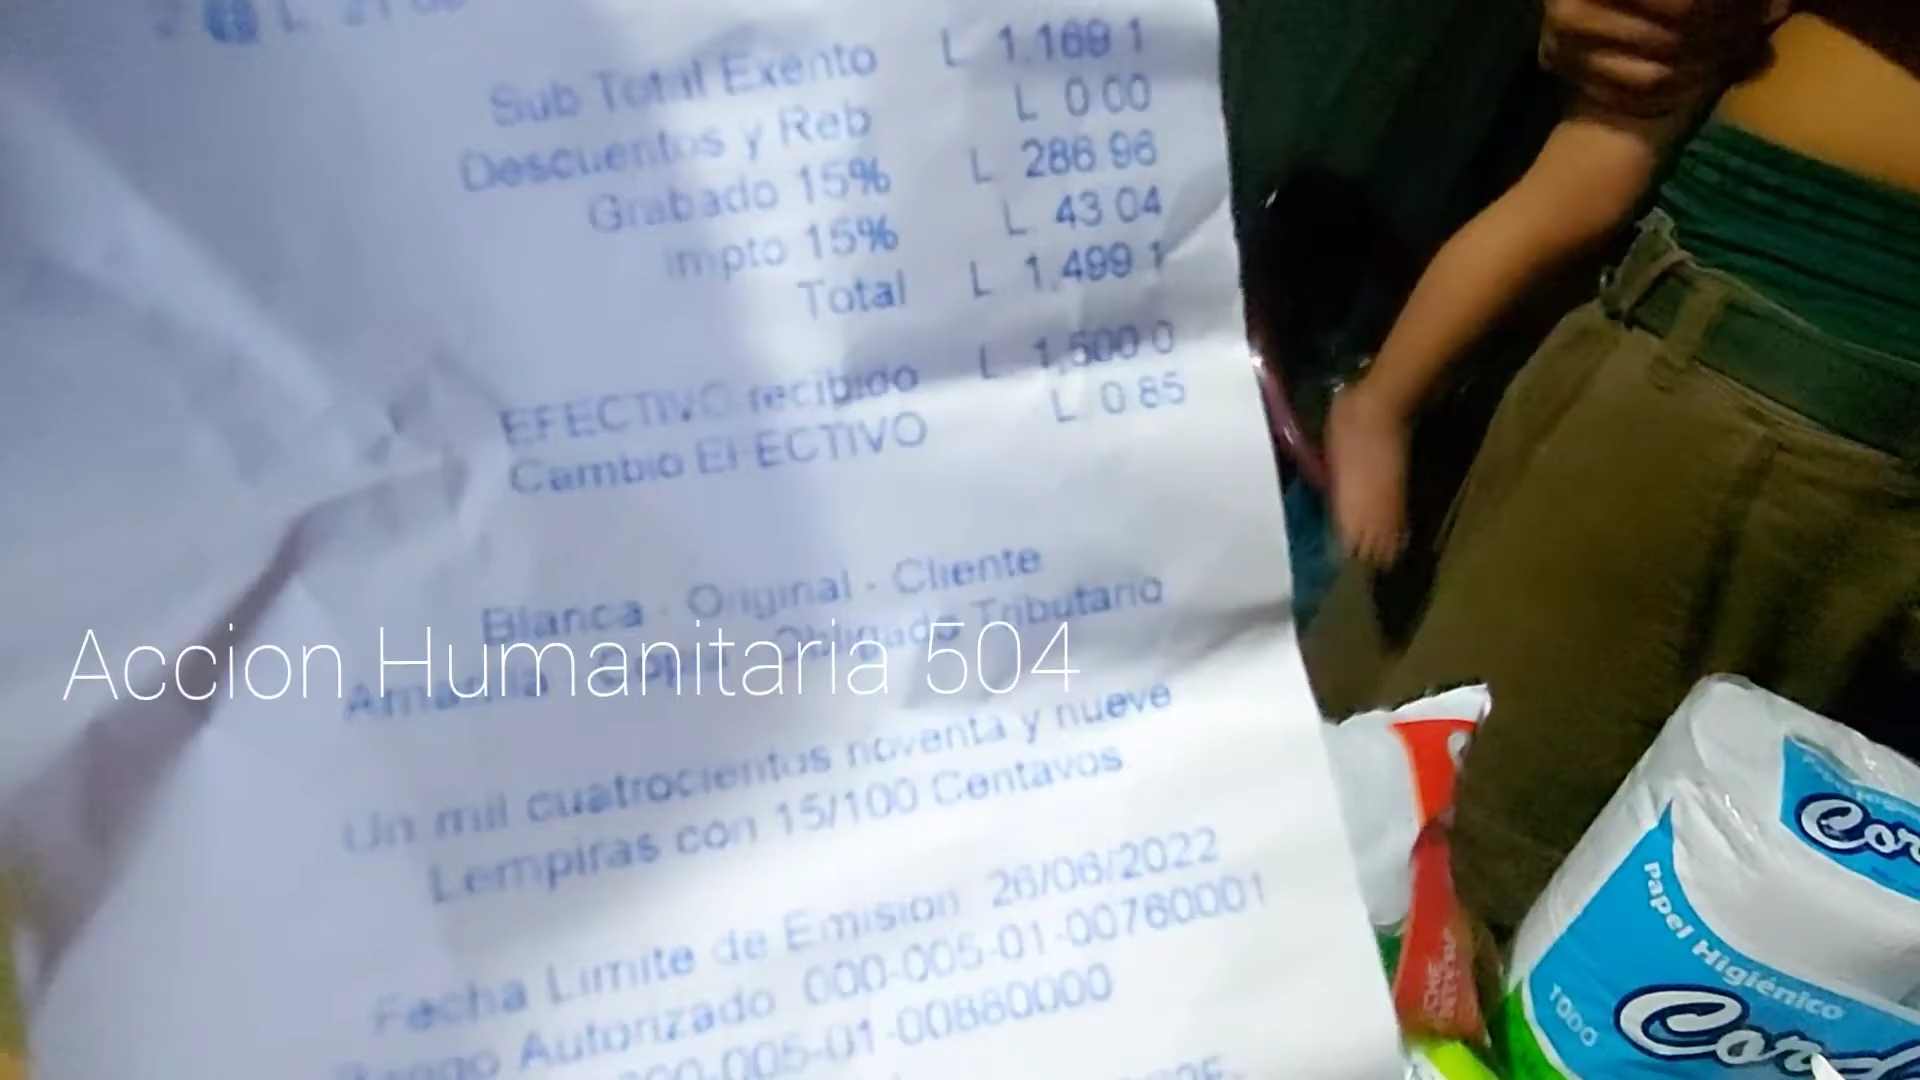 Sub Total Exento L 1,169 1
Descuentos y Reb L 0 00
Grabado 15% L 286 96
Impto 15% L 43 04
Total L 1,499 1
EFECTIVO recibido L 1,500 0
Cambio EFECTIVO L 0 85
Blanca - Original - Cliente
Obligado Tributario
Accion Humanitaria 504
Un mil cuatrocientos noventa y nueve
Lempiras con 15/100 Centavos
Fecha Limite de Emision 26/06/2022
Rango Autorizado 000-005-01-00760001
000-005-01-00880000
Papel Higiénico
TODO